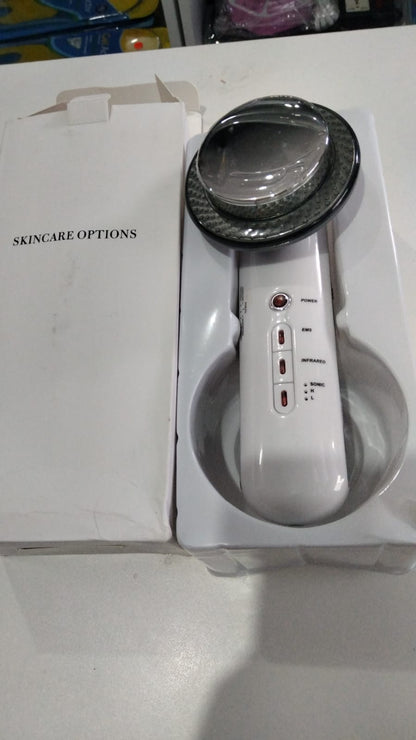 SKINCARE OPTIONS
POWER
EMS
INFRARED
SONIC
H
L